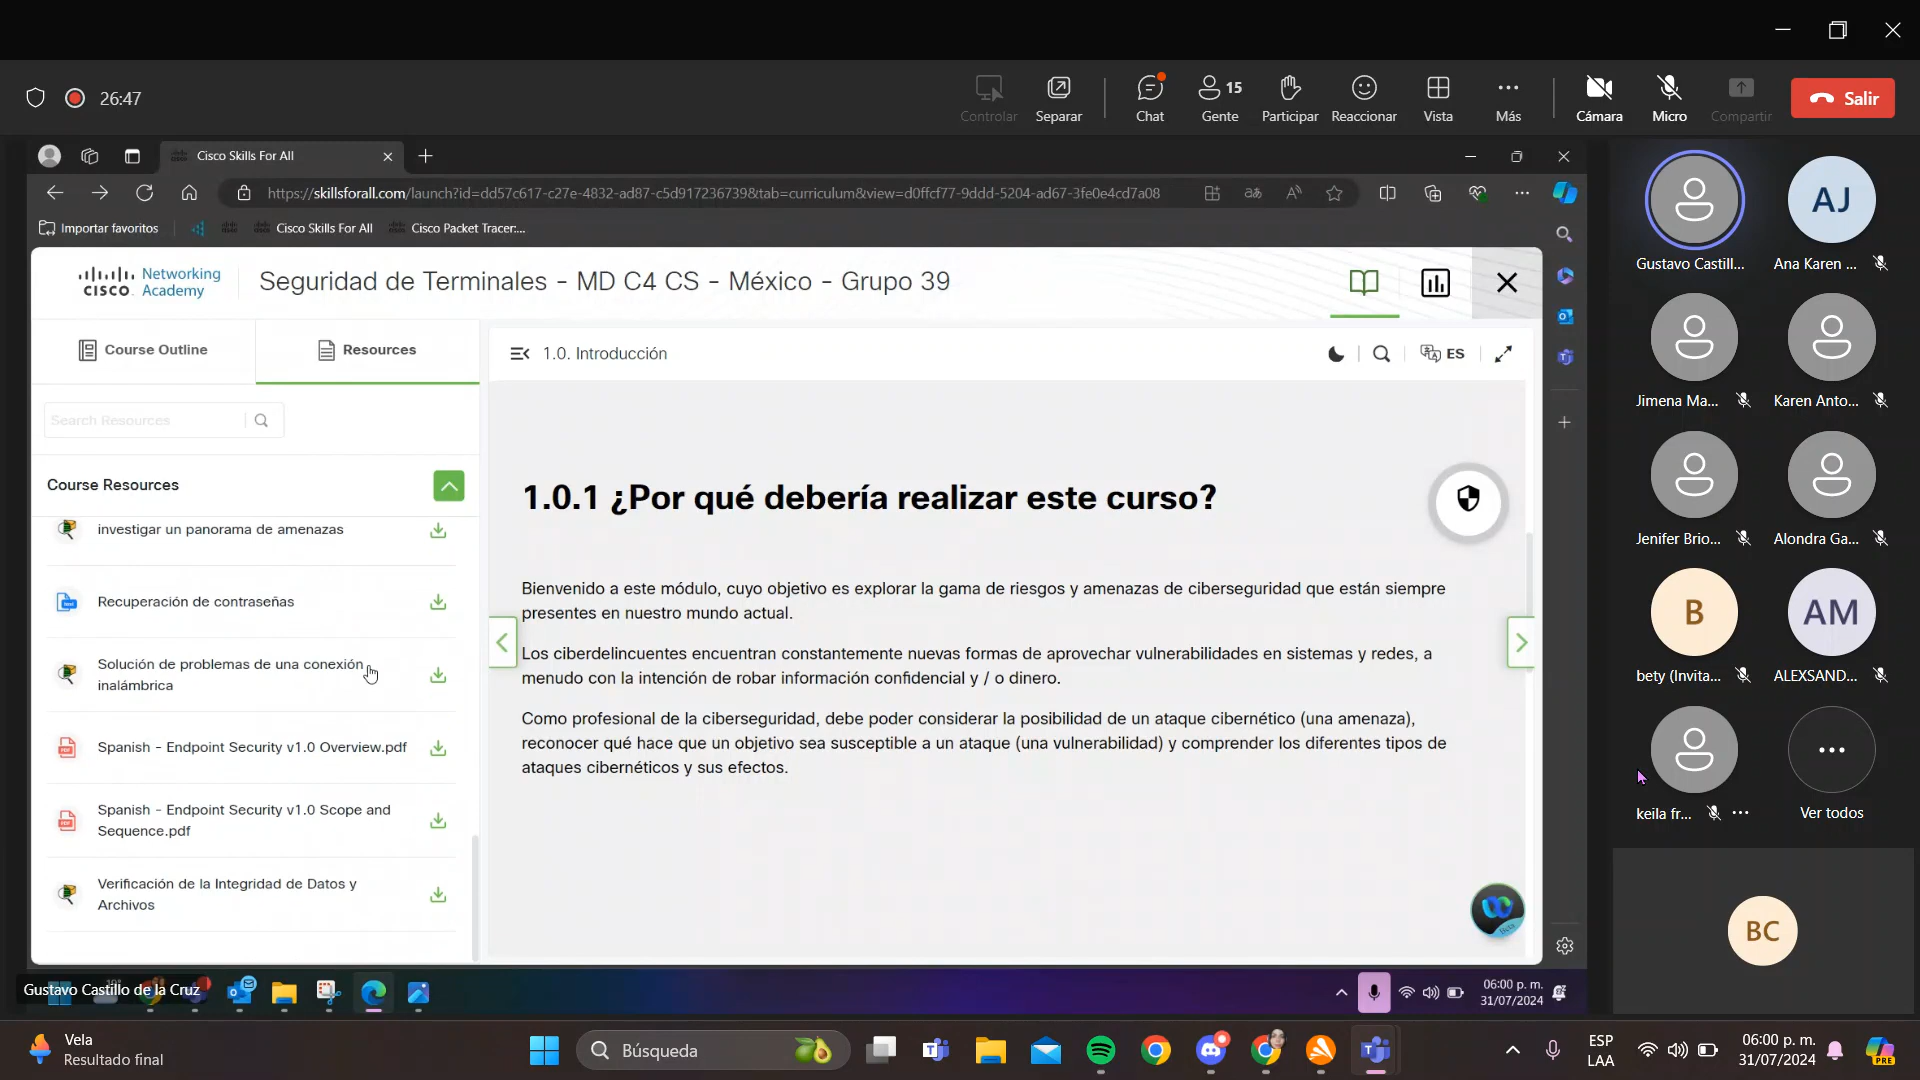 26:47
Controlar
Separar
Chat
15
Gente
Participar
Reaccionar
Vista
Más
Cámara
Micro
Compartir
Salir
Cisco Skills For All
https://skillsforall.com/launch?id=dd57c617-c27e-4832-ad87-c5d917236739&tab=curriculum&view=d0ffcf77-9ddd-5204-ad67-3fe0e4cd7a08
Importar favoritos
Cisco Skills For All
Cisco Packet Tracer:...
CISCO Networking Academy
Seguridad de Terminales - MD C4 CS - México - Grupo 39
Course Outline
Resources
1.0. Introducción
ES
Search Resources
Course Resources
investigar un panorama de amenazas
Recuperación de contraseñas
Solución de problemas de una conexión
inalámbrica
Spanish - Endpoint Security v1.0 Overview.pdf
Spanish - Endpoint Security v1.0 Scope and
Sequence.pdf
Verificación de la Integridad de Datos y
Archivos
1.0.1 ¿Por qué debería realizar este curso?
Bienvenido a este módulo, cuyo objetivo es explorar la gama de riesgos y amenazas de ciberseguridad que están siempre
presentes en nuestro mundo actual.
Los ciberdelincuentes encuentran constantemente nuevas formas de aprovechar vulnerabilidades en sistemas y redes, a
menudo con la intención de robar información confidencial y / o dinero.
Como profesional de la ciberseguridad, debe poder considerar la posibilidad de un ataque cibernético (una amenaza),
reconocer qué hace que un objetivo sea susceptible a un ataque (una vulnerabilidad) y comprender los diferentes tipos de
ataques cibernéticos y sus efectos.
Beta
Gustavo Castill...
AJ
Ana Karen ...
Jimena Ma...
Karen Anto...
Jenifer Brio...
Alondra Ga...
B
bety (Invita...
AM
ALEXSAND...
keila fr...
Ver todos
BC
Gustavo Castillo de la Cruz
06:00 p. m.
31/07/2024
Vela
Resultado final
Búsqueda
ESP
LAA
06:00 p. m.
31/07/2024
PRE